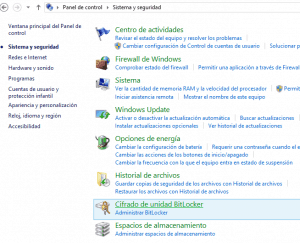 Panel de control ▸ Sistema y seguridad ▸
Ventana principal del Panel de control
Sistema y seguridad
Redes e Internet
Hardware y sonido
Programas
Cuentas de usuario y protección infantil
Apariencia y personalización
Reloj, idioma y región
Accesibilidad
Centro de actividades
Revisar el estado del equipo y resolver los problemas
Cambiar configuración de Control de cuentas de usuario
Firewall de Windows
Comprobar estado del firewall
Permitir una aplicación a través de Firewall
Sistema
Ver la cantidad de memoria RAM y la velocidad del procesador
Iniciar asistencia remota
Mostrar el nombre de este equipo
Windows Update
Activar o desactivar la actualización automática
Buscar actualizaciones
Instalar actualizaciones opcionales
Ver historial de actualizaciones
Opciones de energía
Cambiar la configuración de batería
Requerir una contraseña cuando el
Cambiar las acciones de los botones de inicio/apagado
Cambiar la frecuencia con la que el equipo entra en estado de suspensión
Historial de archivos
Guardar copias de seguridad de los archivos con Historial de archivos
Restaurar los archivos con Historial de archivos
Cifrado de unidad BitLocker
Administrar BitLocker
Espacios de almacenamiento
Administrar espacios de almacenamiento